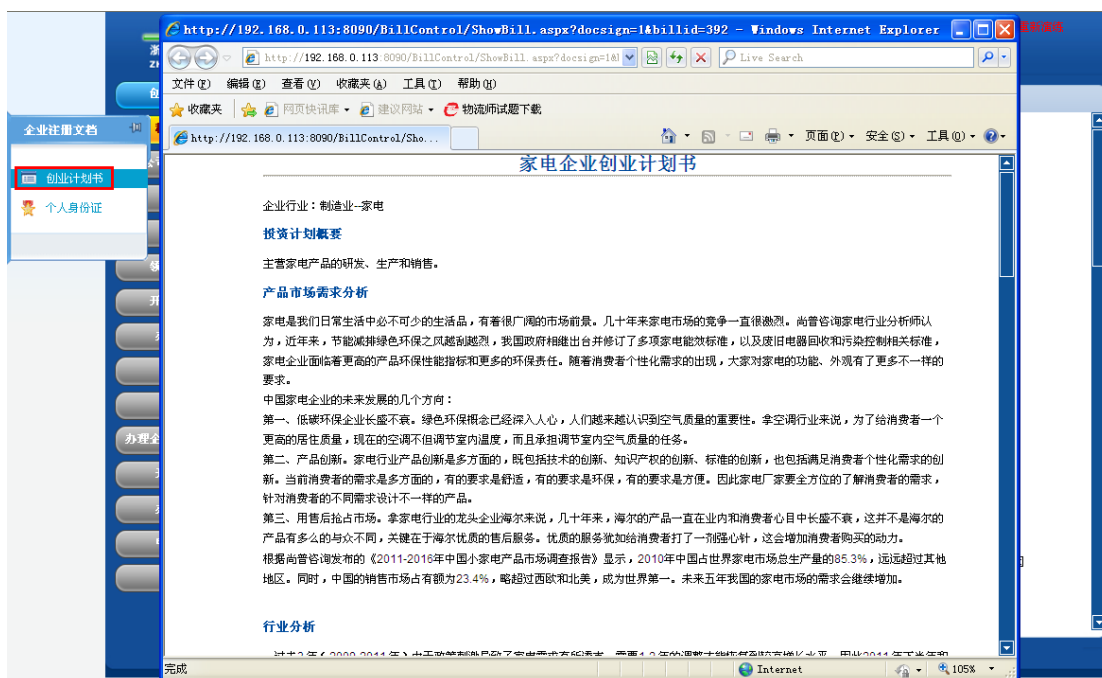 http://192.168.0.113:8090/BillControl/ShowBill.aspx?docsign=1&billid=392 - Windows Internet Explorer
http://192.168.0.113:8090/BillControl/ShowBill.aspx?docsign=1&l
Live Search
文件(F) 编辑(E) 查看(V) 收藏夹(A) 工具(T) 帮助(H)
收藏夹 网页快讯库 建议网站 物流师试题下载
http://192.168.0.113:8090/BillControl/Sho...
页面(P) 安全(S) 工具(O)
企业注册文档
创业计划书
个人身份证
办理企
开
家电企业创业计划书
企业行业：制造业--家电
投资计划概要
主营家电产品的研发、生产和销售。
产品市场需求分析
家电是我们日常生活中必不可少的生活品，有着很广阔的市场前景。几十年来家电市场的竞争一直很激烈。尚普咨询家电行业分析师认
为，近年来，节能减排绿色环保之风越刮越烈，我国政府相继出台并修订了多项家电能效标准，以及废旧电器回收和污染控制相关标准，
家电企业面临着更高的产品环保性能指标和更多的环保责任。随着消费者个性化需求的出现，大家对家电的功能、外观有了更多不一样的
要求。
中国家电企业的未来发展的几个方向：
第一、低碳环保企业长盛不衰。绿色环保概念已经深入人心，人们越来越认识到空气质量的重要性。拿空调行业来说，为了给消费者一个
更高的居住质量，现在的空调不但调节室内温度，而且承担调节室内空气质量的任务。
第二、产品创新。家电行业产品创新是多方面的，既包括技术的创新、知识产权的创新、标准的创新，也包括满足消费者个性化需求的创
新。当前消费者的需求是多方面的，有的要求是舒适，有的要求是环保，有的要求是方便。因此家电厂家要全方位的了解消费者的需求，
针对消费者的不同需求设计不一样的产品。
第三、用售后抢占市场。拿家电行业的龙头企业海尔来说，几十年来，海尔的产品一直在业内和消费者心目中长盛不衰，这并不是海尔的
产品有多么的与众不同，关键在于海尔优质的售后服务。优质的服务犹如给消费者打了一剂强心针，这会增加消费者购买的动力。
根据尚普咨询发布的《2011-2016年中国小家电产品市场调查报告》显示，2010年中国占世界家电市场总生产量的85.3%，远远超过其他
地区。同时，中国的销售市场占有额为23.4%，略超过西欧和北美，成为世界第一。未来五年我国的家电市场的需求会继续增加。
行业分析
完成
Internet
105%